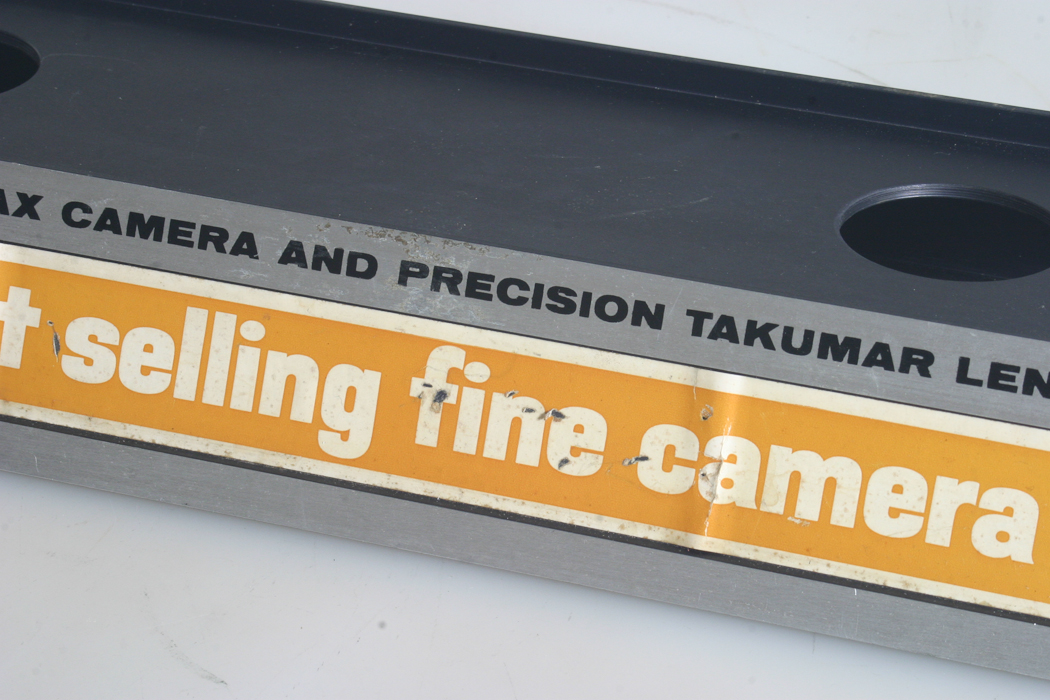 AX CAMERA AND PRECISION TAKUMAR LEN
t selling fine camera